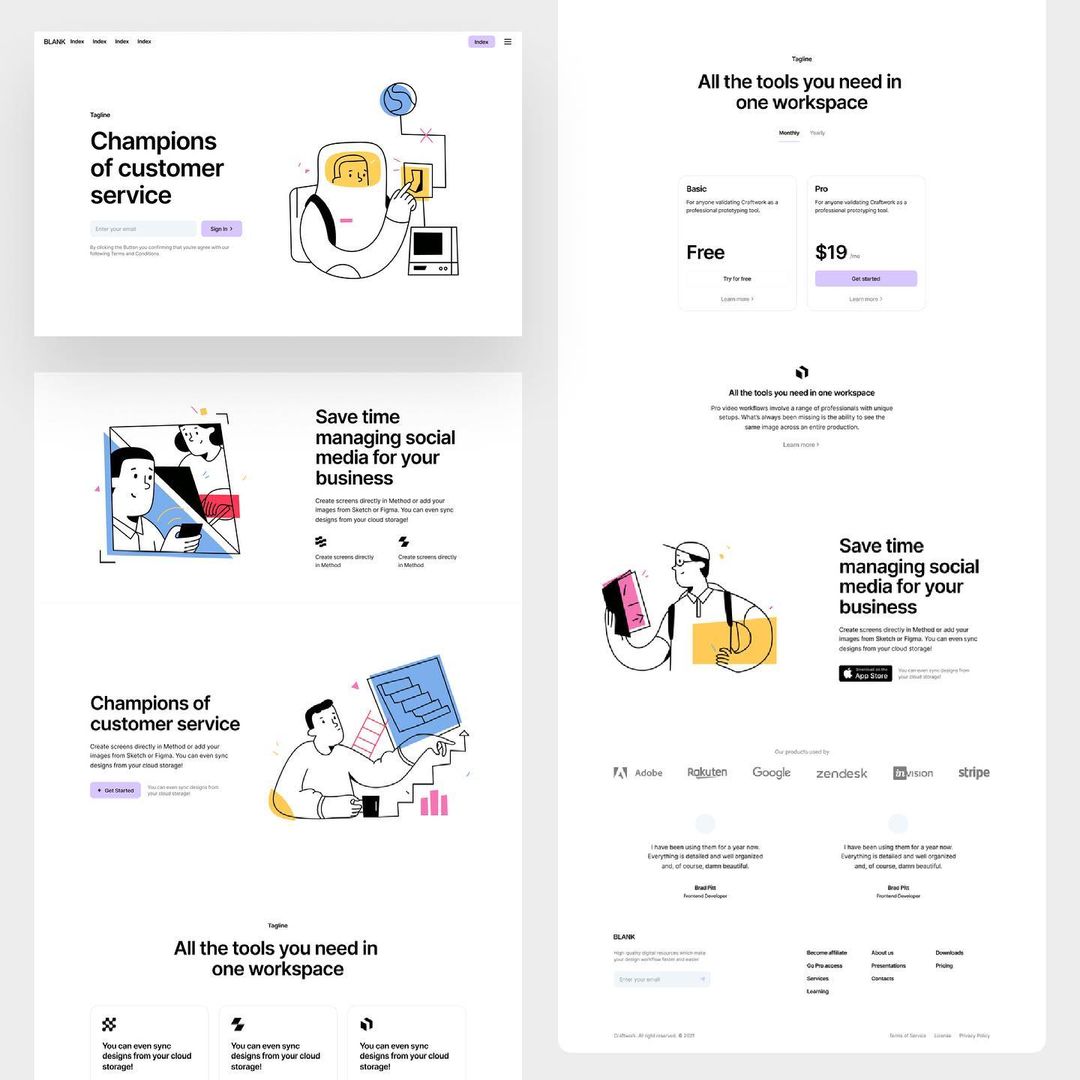 BLANK Index Index Index Index
Index
Tagline
Champions
of customer
service
Enter your email
Sign In
By clicking the Button you confirming that you're agree with our
following Terms and Conditions
Save time
managing social
media for your
business
Create screens directly in Method or add your
images from Sketch or Figma. You can even sync
designs from your cloud storage!
Create screens directly
in Method
Create screens directly
in Method
Champions of
customer service
Create screens directly in Method or add your
images from Sketch or Figma. You can even sync
designs from your cloud storage!
Get Started
You can even sync designs from
your cloud storage!
Tagline
All the tools you need in
one workspace
You can even sync
designs from your cloud
storage!
You can even sync
designs from your cloud
storage!
You can even sync
designs from your cloud
storage!
Tagline
All the tools you need in
one workspace
Monthly Yearly
Basic
For anyone validating Craftwork as a
professional prototyping tool.
Free
Try for free
Learn more
Pro
For anyone validating Craftwork as a
professional prototyping tool.
$19 /mo
Get started
Learn more
All the tools you need in one workspace
Pro video workflows involve a range of professionals with unique
setups. What's always been missing is the ability to see the
same image across an entire production.
Learn more
Save time
managing social
media for your
business
Create screens directly in Method or add your
images from Sketch or Figma. You can even sync
designs from your cloud storage!
Download on the
App Store
You can even sync designs from
your cloud storage!
Our products used by
Adobe Rakuten Google zendesk inVISION stripe
I have been using them for a year now.
Everything is detailed and well organized
and, of course, damn beautiful.
Brad Pitt
Frontend Developer
I have been using them for a year now.
Everything is detailed and well organized
and, of course, damn beautiful.
Brad Pitt
Frontend Developer
BLANK
High-quality digital resources which make
your design workflow faster and easier.
Enter your email
Become affiliate
Go Pro access
Services
Learning
About us
Presentations
Contacts
Downloads
Pricing
Craftwork. All right reserved. © 2021
Terms of Service License Privacy Policy